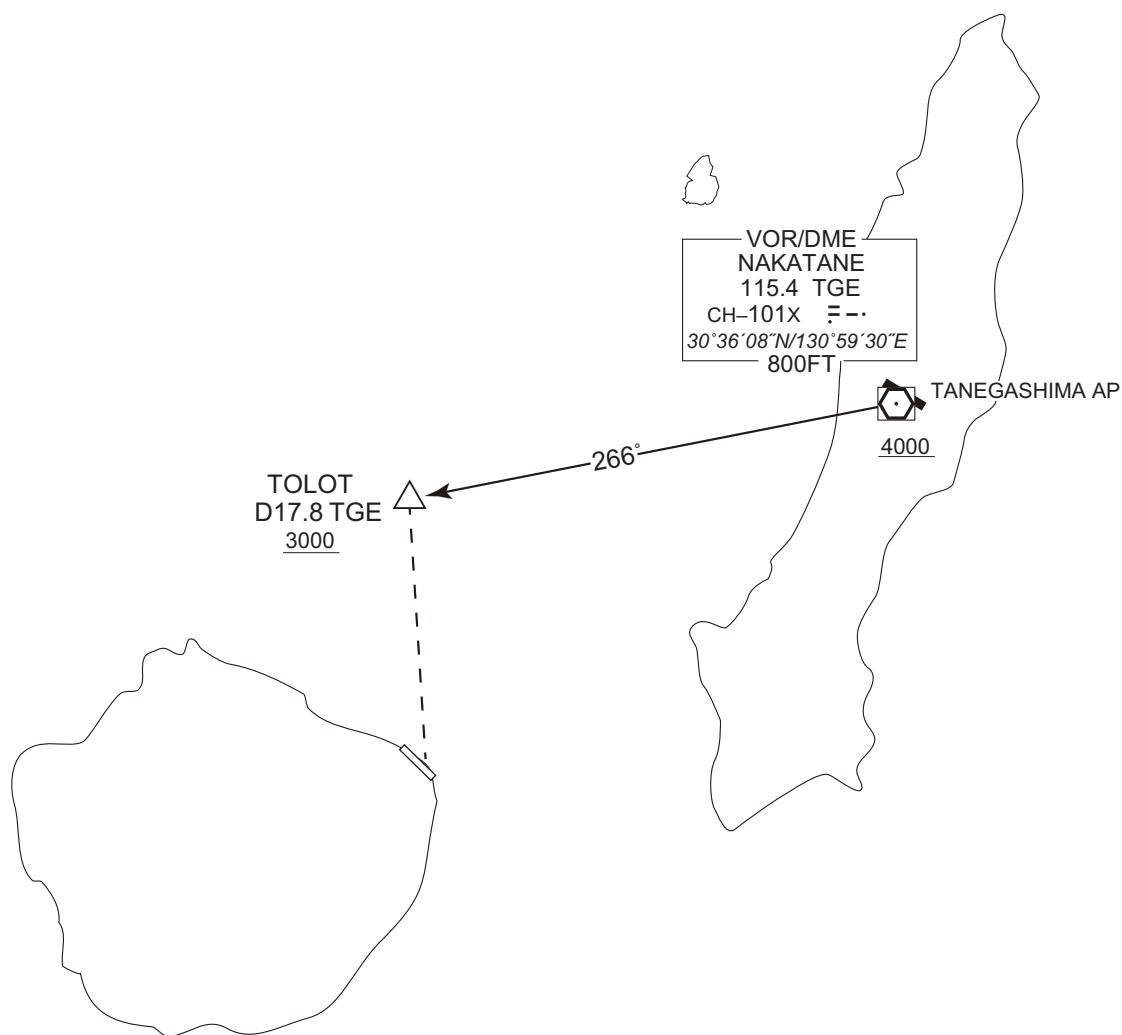 VOR/DME
NAKATANE
115.4 TGE
CH–101X
30°36´08˝N/130°59´30˝E
800FT
TANEGASHIMA AP
4000
266°
TOLOT
D17.8 TGE
3000